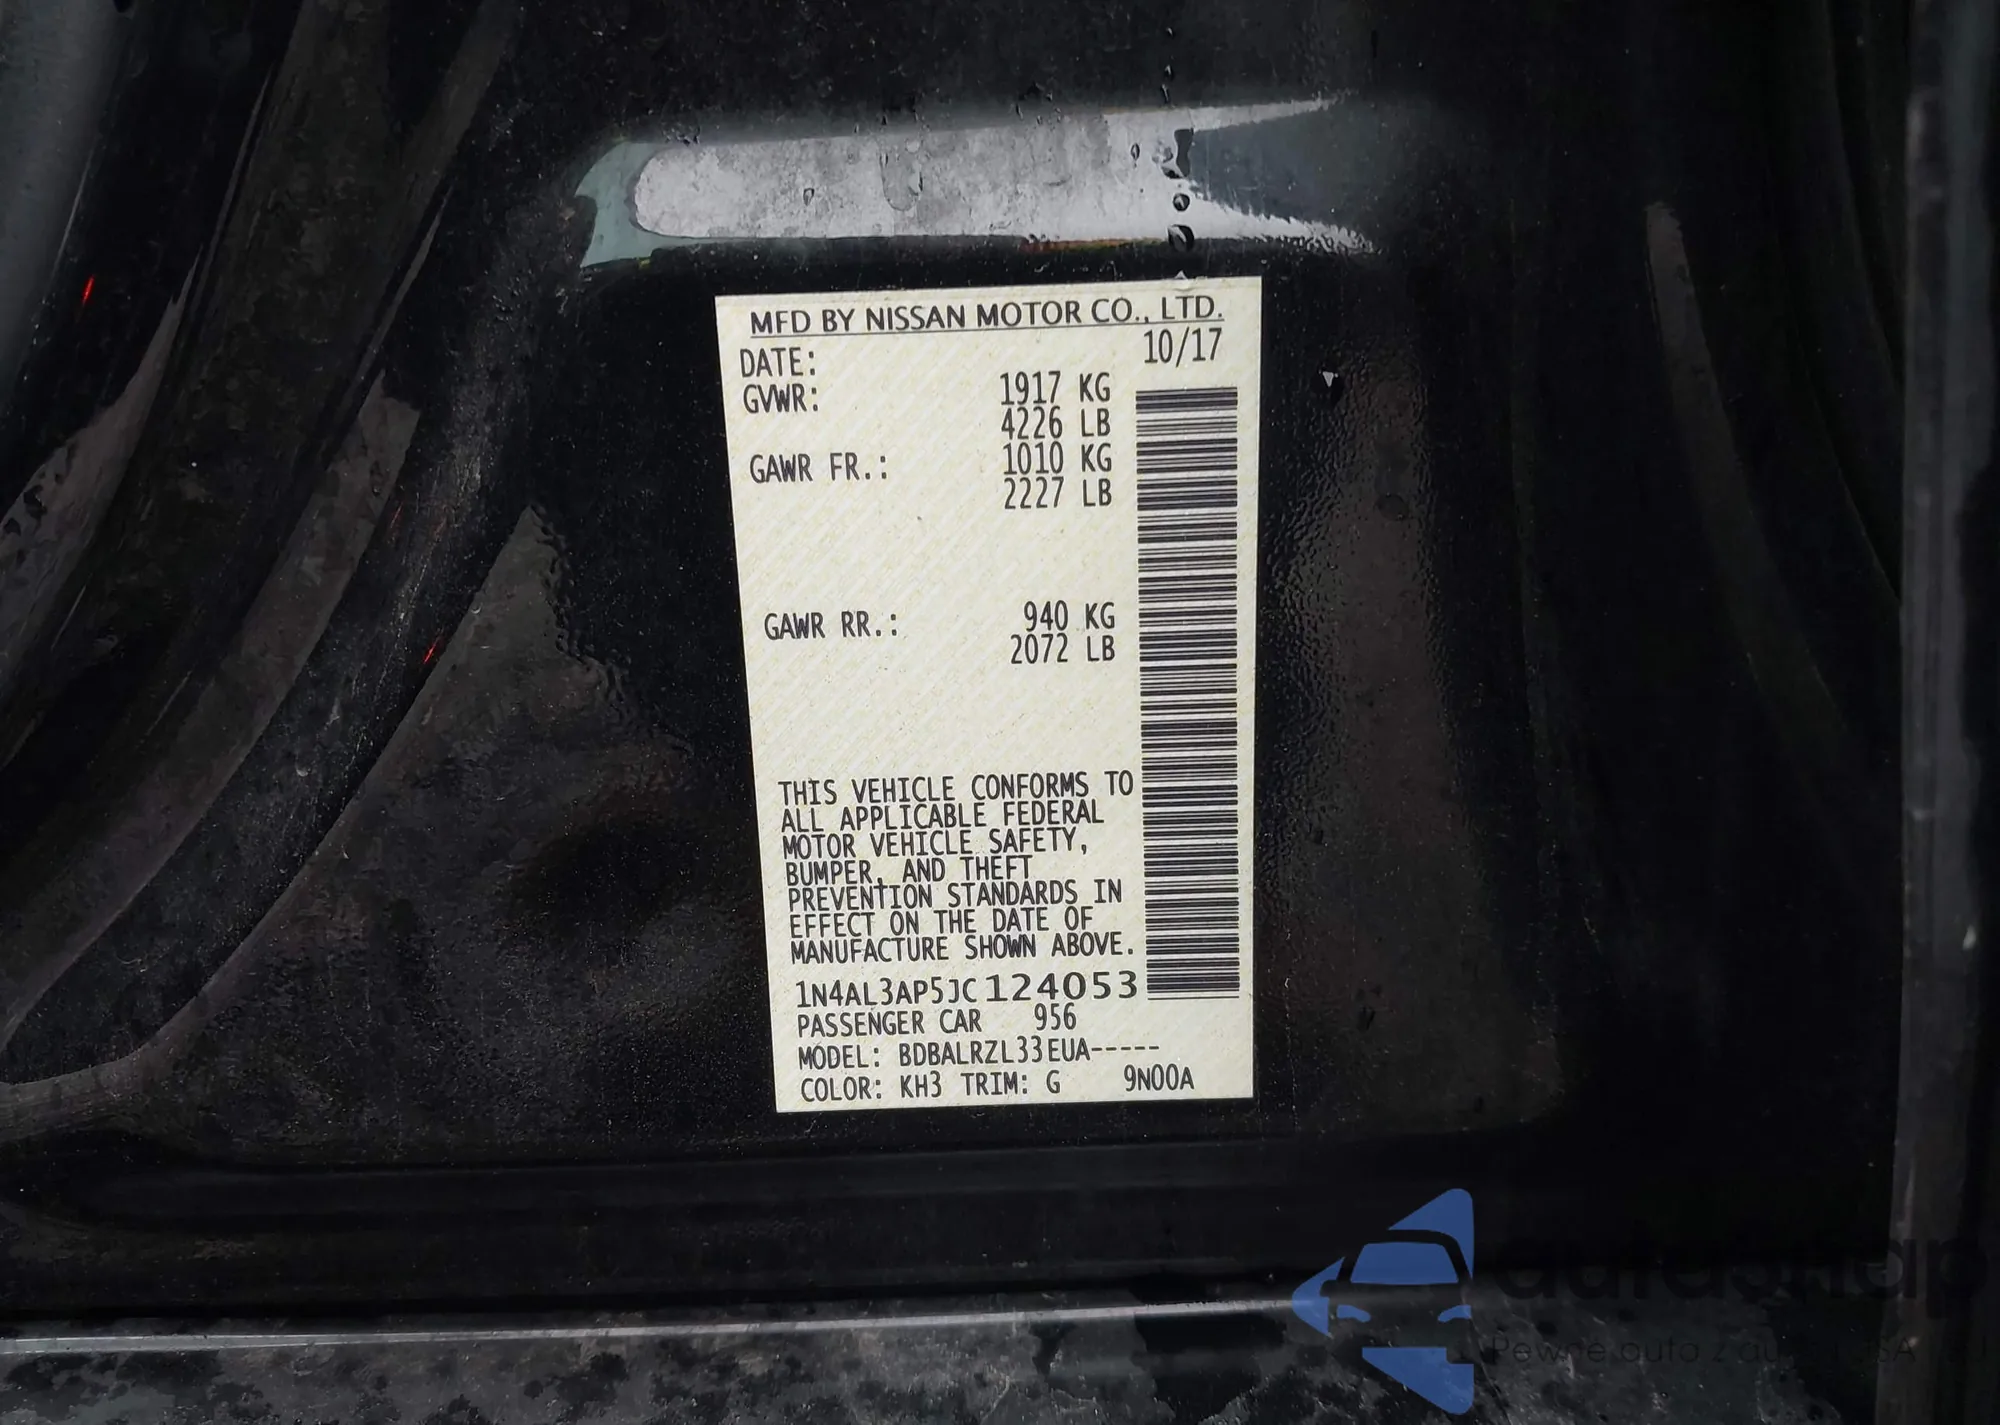 MFD BY NISSAN MOTOR CO., LTD.
DATE: 10/17
GVWR: 1917 KG
4226 LB
GAWR FR.: 1010 KG
2227 LB
GAWR RR.: 940 KG
2072 LB
THIS VEHICLE CONFORMS TO
ALL APPLICABLE FEDERAL
MOTOR VEHICLE SAFETY,
BUMPER, AND THEFT
PREVENTION STANDARDS IN
EFFECT ON THE DATE OF
MANUFACTURE SHOWN ABOVE.
1N4AL3AP5JC124053
PASSENGER CAR 956
MODEL: BDBALRZL33EUA-----
COLOR: KH3 TRIM: G 9N00A
Pewne auta z